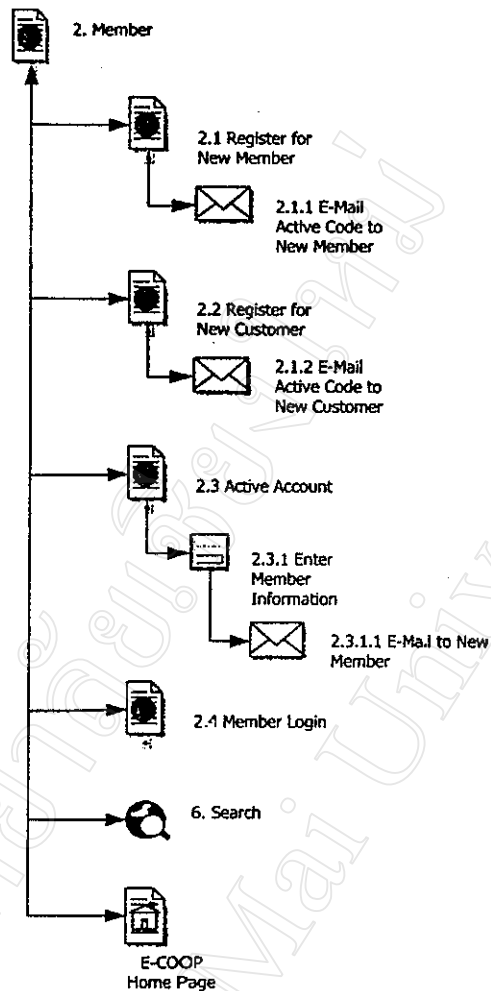 2. Member
2.1 Register for
New Member
2.1.1 E-Mail
Active Code to
New Member
2.2 Register for
New Customer
2.1.2 E-Mail
Active Code to
New Customer
2.3 Active Account
2.3.1 Enter
Member
Information
2.3.1.1 E-Mail to New
Member
2.4 Member Login
6. Search
E-COOP
Home Page